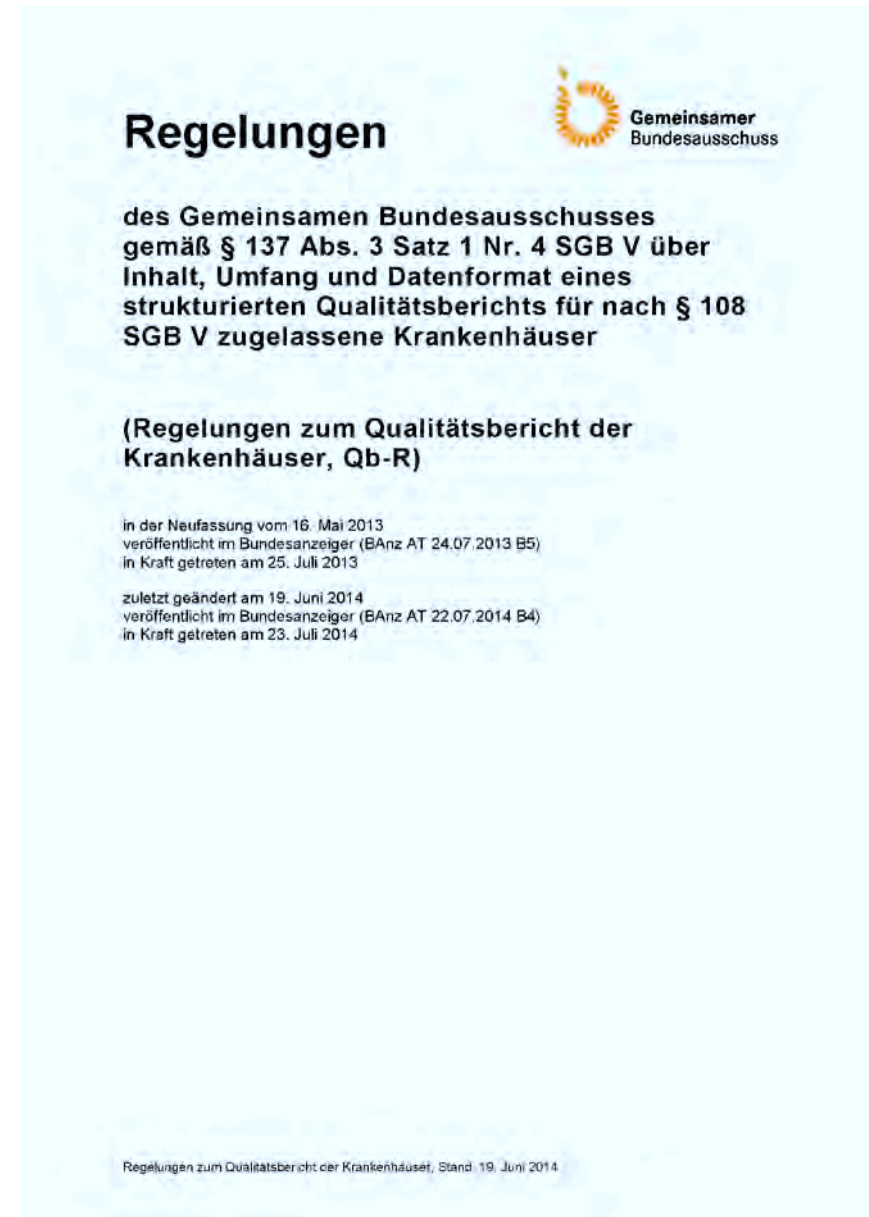 Regelungen
Gemeinsamer
Bundesausschuss
des Gemeinsamen Bundesausschusses
gemäß § 137 Abs. 3 Satz 1 Nr. 4 SGB V über
Inhalt, Umfang und Datenformat eines
strukturierten Qualitätsberichts für nach § 108
SGB V zugelassene Krankenhäuser
(Regelungen zum Qualitätsbericht der
Krankenhäuser, Qb-R)
in der Neufassung vom 16. Mai 2013
veröffentlicht im Bundesanzeiger (BAnz AT 24.07.2013 B5)
in Kraft getreten am 25. Juli 2013
zuletzt geändert am 19. Juni 2014
veröffentlicht im Bundesanzeiger (BAnz AT 22.07.2014 B4)
in Kraft getreten am 23. Juli 2014
Regelungen zum Qualitätsbericht der Krankenhäuser, Stand: 19. Juni 2014